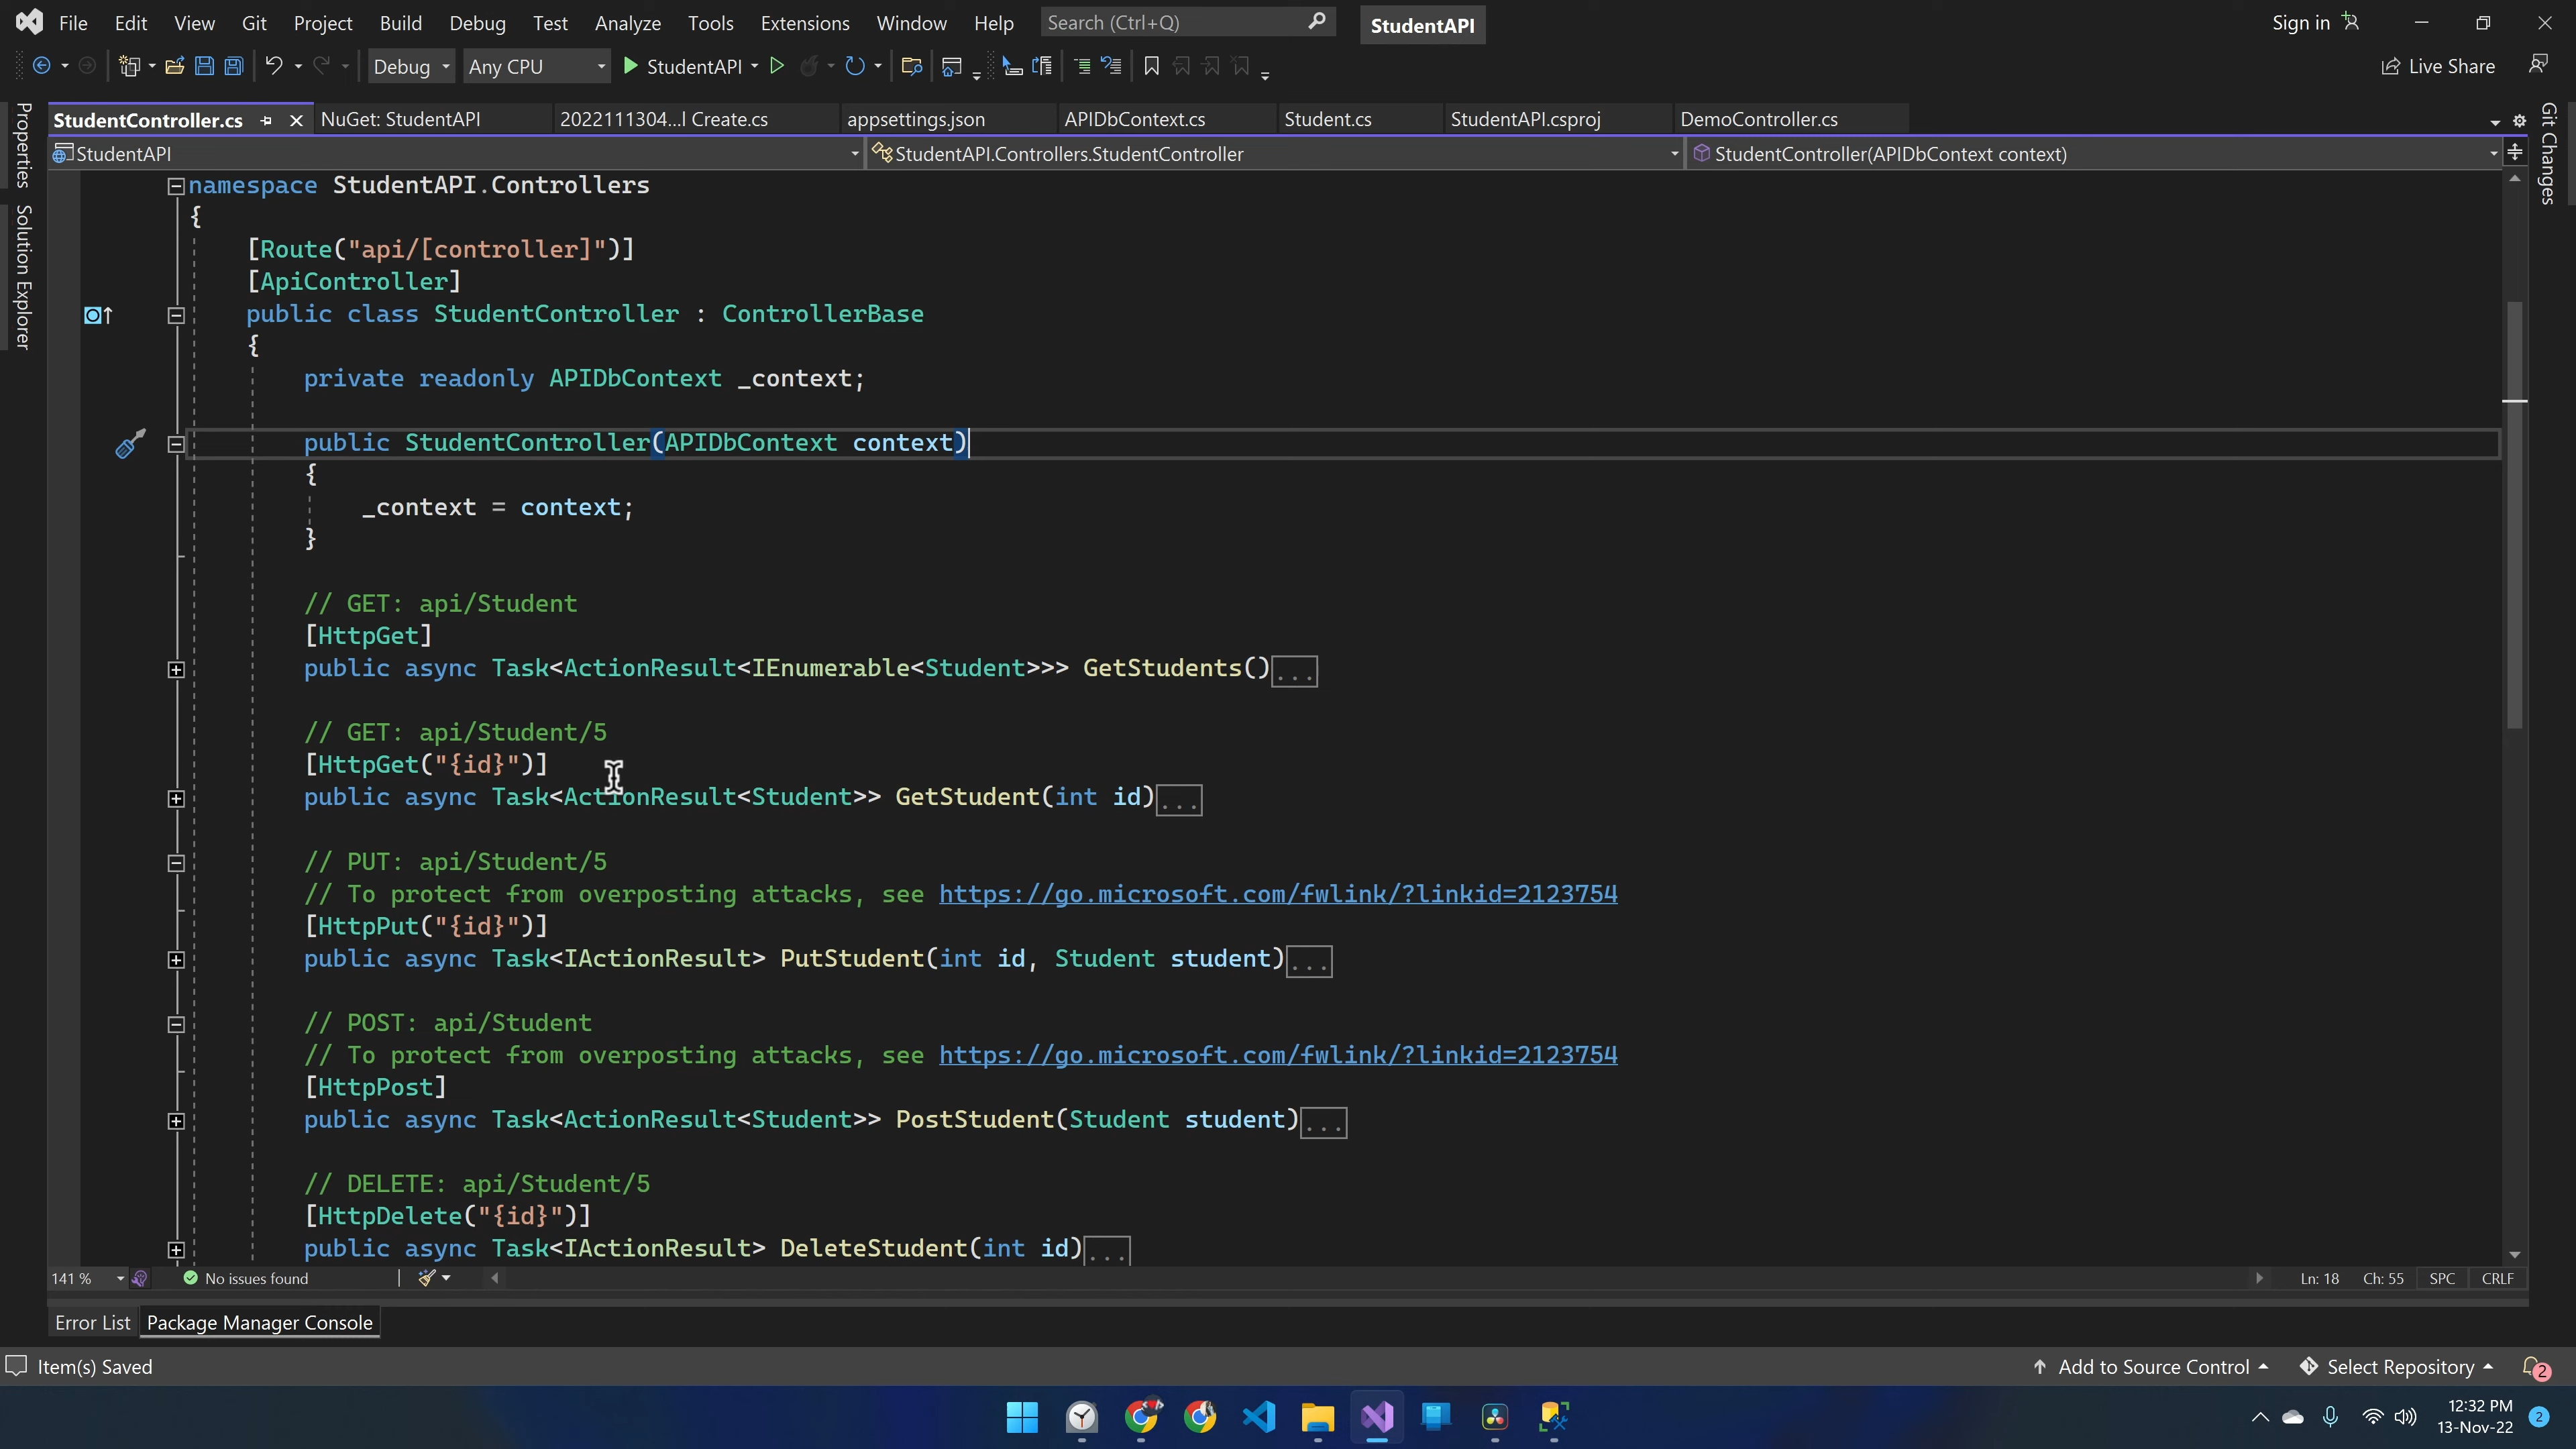 File Edit View Git Project Build Debug Test Analyze Tools Extensions Window Help Search (Ctrl+Q) StudentAPI Sign in
Debug Any CPU StudentAPI Live Share
Properties
Solution Explorer
Git Changes
StudentController.cs NuGet: StudentAPI 2022111304...l Create.cs appsettings.json APIDbContext.cs Student.cs StudentAPI.csproj DemoController.cs
StudentAPI StudentAPI.Controllers.StudentController StudentController(APIDbContext context)
namespace StudentAPI.Controllers
{
[Route("api/[controller]")]
[ApiController]
public class StudentController : ControllerBase
{
private readonly APIDbContext _context;
public StudentController(APIDbContext context)
{
_context = context;
}
// GET: api/Student
[HttpGet]
public async Task<ActionResult<IEnumerable<Student>>> GetStudents()...
// GET: api/Student/5
[HttpGet("{id}")]
public async Task<ActionResult<Student>> GetStudent(int id)...
// PUT: api/Student/5
// To protect from overposting attacks, see https://go.microsoft.com/fwlink/?linkid=2123754
[HttpPut("{id}")]
public async Task<IActionResult> PutStudent(int id, Student student)...
// POST: api/Student
// To protect from overposting attacks, see https://go.microsoft.com/fwlink/?linkid=2123754
[HttpPost]
public async Task<ActionResult<Student>> PostStudent(Student student)...
// DELETE: api/Student/5
[HttpDelete("{id}")]
public async Task<IActionResult> DeleteStudent(int id)...
141 % No issues found Ln: 18 Ch: 55 SPC CRLF
Error List Package Manager Console
Item(s) Saved Add to Source Control Select Repository 2
12:32 PM
13-Nov-22 2